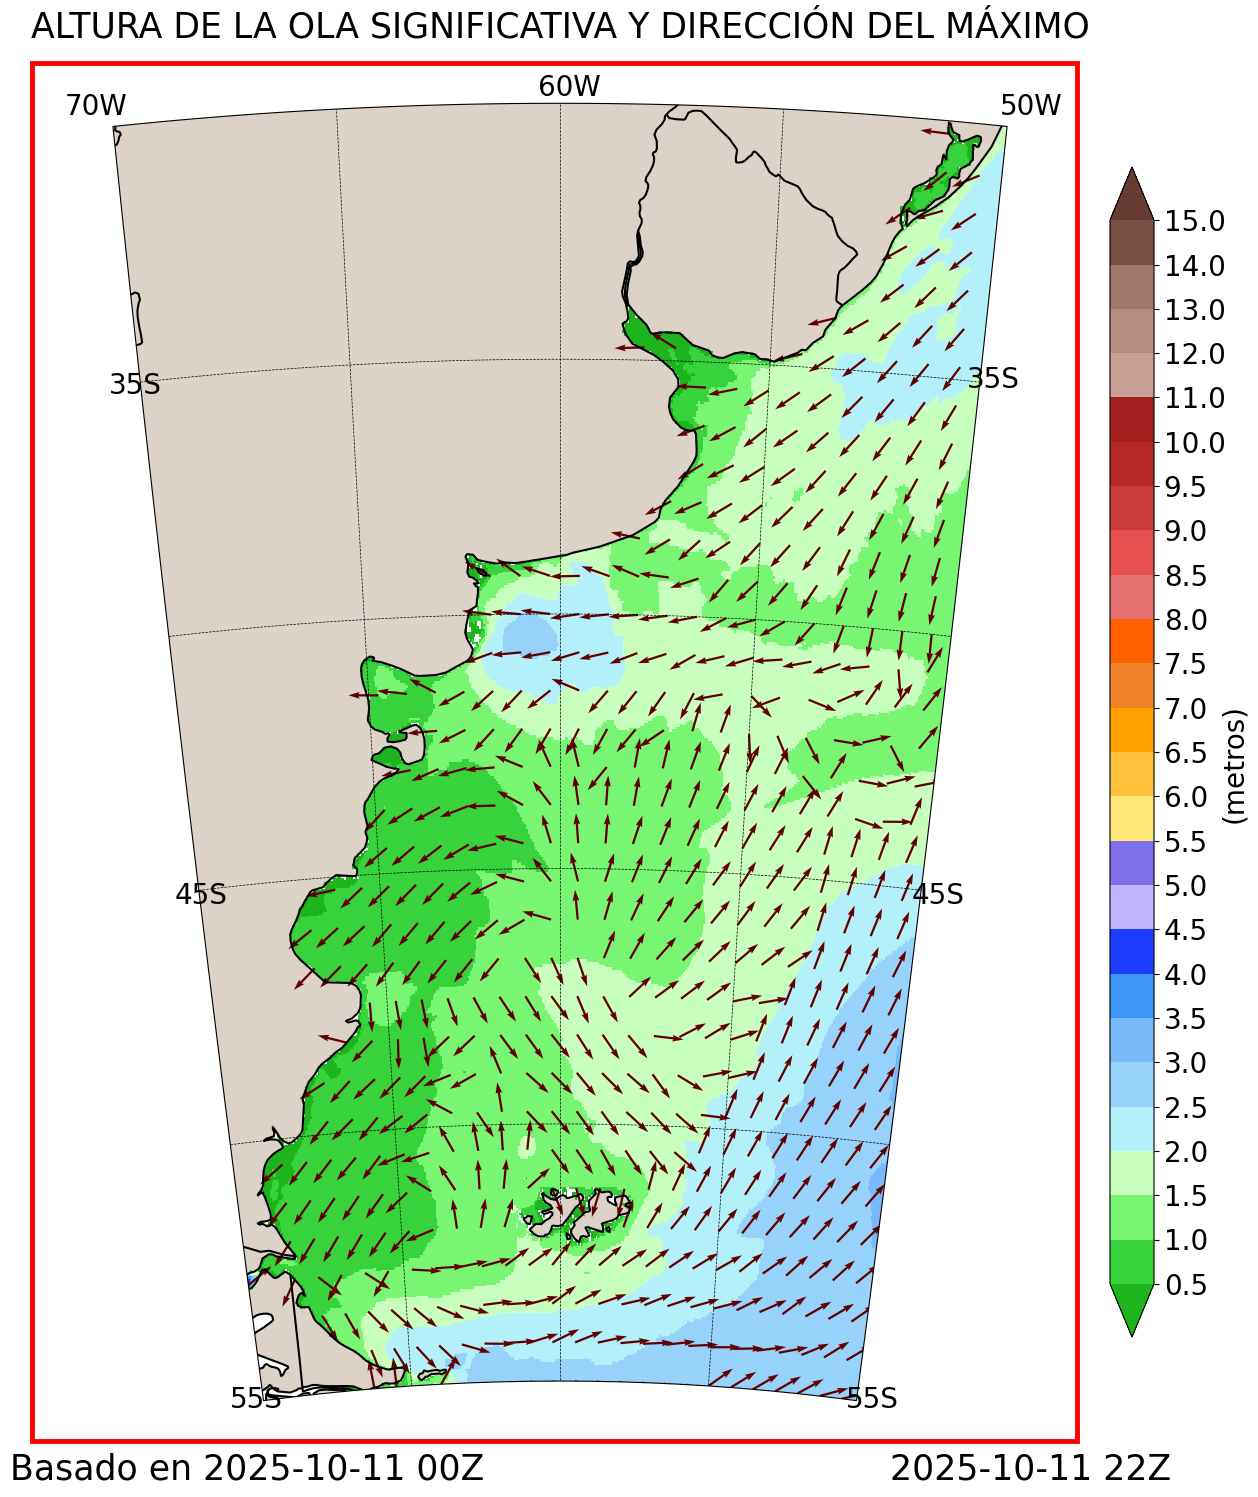 ALTURA DE LA OLA SIGNIFICATIVA Y DIRECCIÓN DEL MÁXIMO
70W
60W
50W
35S
35S
45S
45S
55S
55S
15.0
14.0
13.0
12.0
11.0
10.0
9.5
9.0
8.5
8.0
7.5
7.0
6.5
6.0
5.5
5.0
4.5
4.0
3.5
3.0
2.5
2.0
1.5
1.0
0.5
(metros)
Basado en 2025-10-11 00Z
2025-10-11 22Z